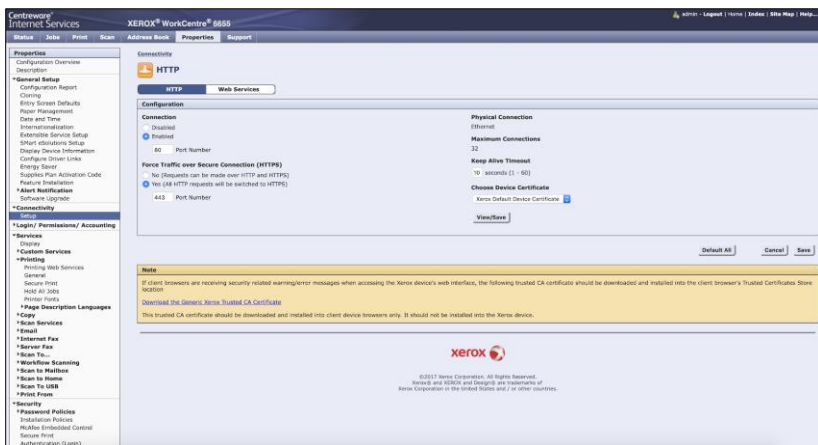 Centreware®
Internet Services
XEROX® WorkCentre® 6655
admin - Logout | Home | Index | Site Map | Help...
Status Jobs Print Scan Address Book Properties Support
Properties
Configuration Overview
Description
General Setup
Configuration Report
Cloning
Entry Screen Defaults
Paper Management
Date and Time
Internationalization
Extensible Service Setup
SMart eSolutions Setup
Display Device Information
Configure Driver Links
Energy Saver
Supplies Plan Activation Code
Feature Installation
Alert Notification
Software Upgrade
Connectivity
Setup
Login/ Permissions/ Accounting
Services
Display
Custom Services
Printing
Printing Web Services
General
Secure Print
Hold All Jobs
Printer Fonts
Page Description Languages
Copy
Scan Services
Email
Internet Fax
Server Fax
Scan To...
Workflow Scanning
Scan to Mailbox
Scan to Home
Scan To USB
Print From
Security
Password Policies
Installation Policies
McAfee Embedded Control
Secure Print
Authentication (Login)
Connectivity
HTTP
HTTP Web Services
Configuration
Connection
Disabled
Enabled
80 Port Number
Force Traffic over Secure Connection (HTTPS)
No (Requests can be made over HTTP and HTTPS)
Yes (All HTTP requests will be switched to HTTPS)
443 Port Number
Physical Connection
Ethernet
Maximum Connections
32
Keep Alive Timeout
10 seconds (1 - 60)
Choose Device Certificate
Xerox Default Device Certificate
View/Save
Default All Cancel Save
Note
If client browsers are receiving security related warning/error messages when accessing the Xerox device's web interface, the following trusted CA certificate should be downloaded and installed into the client browser's Trusted Certificates Store
location
Download the Generic Xerox Trusted CA Certificate
This trusted CA certificate should be downloaded and installed into client device browsers only. It should not be installed into the Xerox device.
xerox
©2017 Xerox Corporation. All Rights Reserved.
Xerox® and XEROX and Design® are trademarks of
Xerox Corporation in the United States and / or other countries.